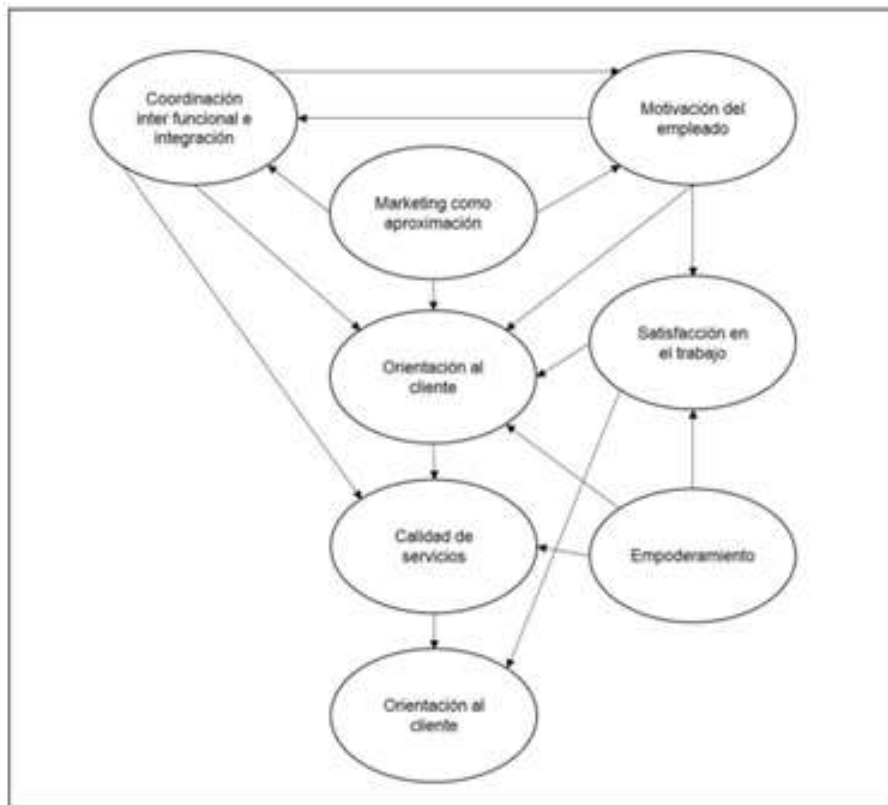 Coordinación
inter funcional e
integración
Motivación del
empleado
Marketing como
aproximación
Orientación al
cliente
Satisfacción en
el trabajo
Calidad de
servicios
Empoderamiento
Orientación al
cliente